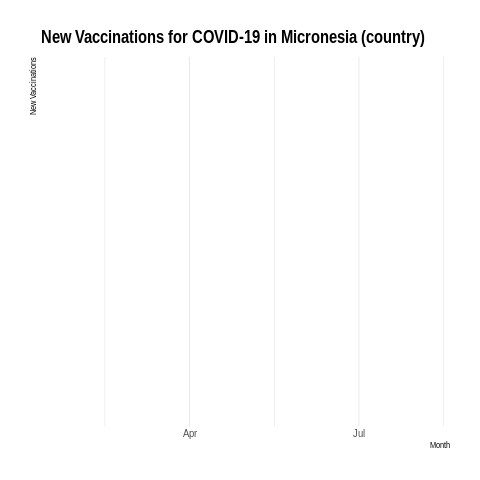 New Vaccinations for COVID-19 in Micronesia (country)
New Vaccinations
Apr Jul
Month